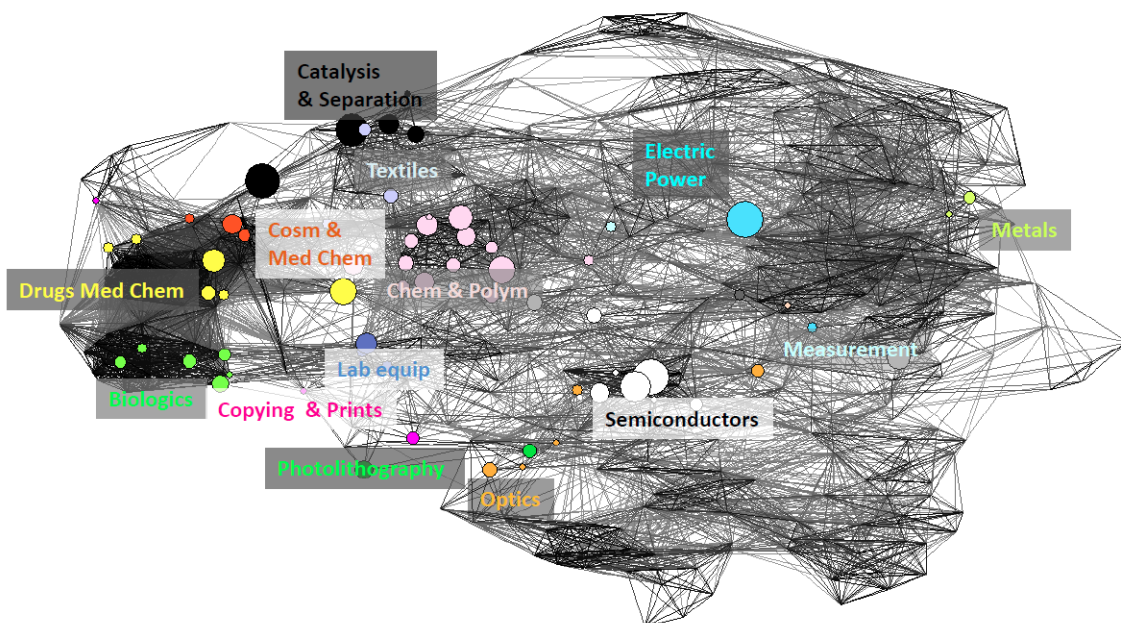 Catalysis
& Separation
Textiles
Electric
Power
Cosm &
Med Chem
Metals
Drugs Med Chem
Chem & Polym
Measurement
Lab equip
Biologics
Copying & Prints
Semiconductors
Photolithography
Optics